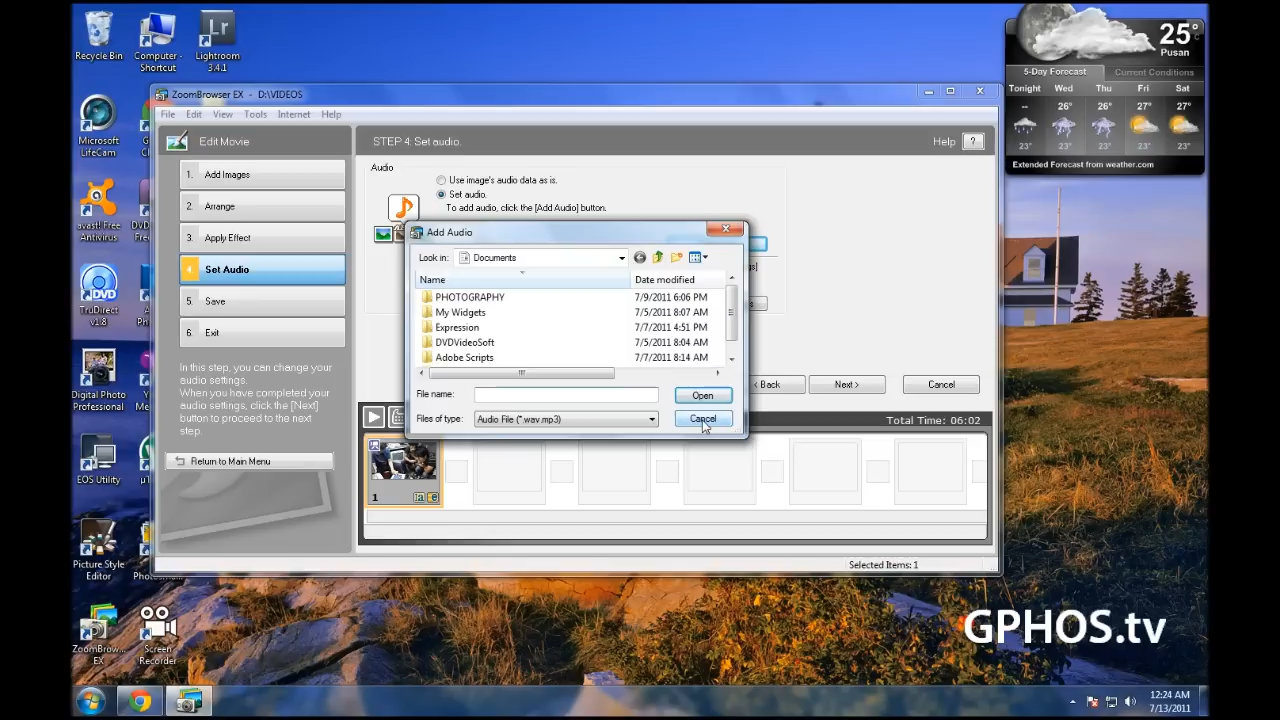 Recycle Bin
Computer - Shortcut
Lr
Lightroom 3.4.1
25°
C
Pusan
5-Day Forecast
Current Conditions
Tonight Wed Thu Fri Sat
-- 26° 26° 27° 27°
23° 23° 23° 23° 23°
Extended Forecast from weather.com
Microsoft LifeCam
avast! Free Antivirus
DVD
TruDirect v1.8
Digital Photo Professional
EOS Utility
Picture Style Editor
ZoomBrow... EX
Screen Recorder
ZoomBrowser EX - D:\VIDEOS
File Edit View Tools Internet Help
Edit Movie
STEP 4: Set audio.
Help ?
1. Add Images
2. Arrange
3. Apply Effect
4. Set Audio
5. Save
6. Exit
In this step, you can change your
audio settings.
When you have completed your
audio settings, click the [Next]
button to proceed to the next
step.
Return to Main Menu
Audio
Use image's audio data as is.
Set audio.
To add audio, click the [Add Audio] button.
Add Audio
Look in: Documents
Name Date modified
PHOTOGRAPHY 7/9/2011 6:06 PM
My Widgets 7/5/2011 8:07 AM
Expression 7/7/2011 4:51 PM
DVDVideoSoft 7/5/2011 8:04 AM
Adobe Scripts 7/7/2011 8:14 AM
File name: Open
Files of type: Audio File (*.wav.mp3) Cancel
< Back Next > Cancel
Total Time: 06:02
1
Selected Items: 1
GPHOS.tv
12:24 AM
7/13/2011